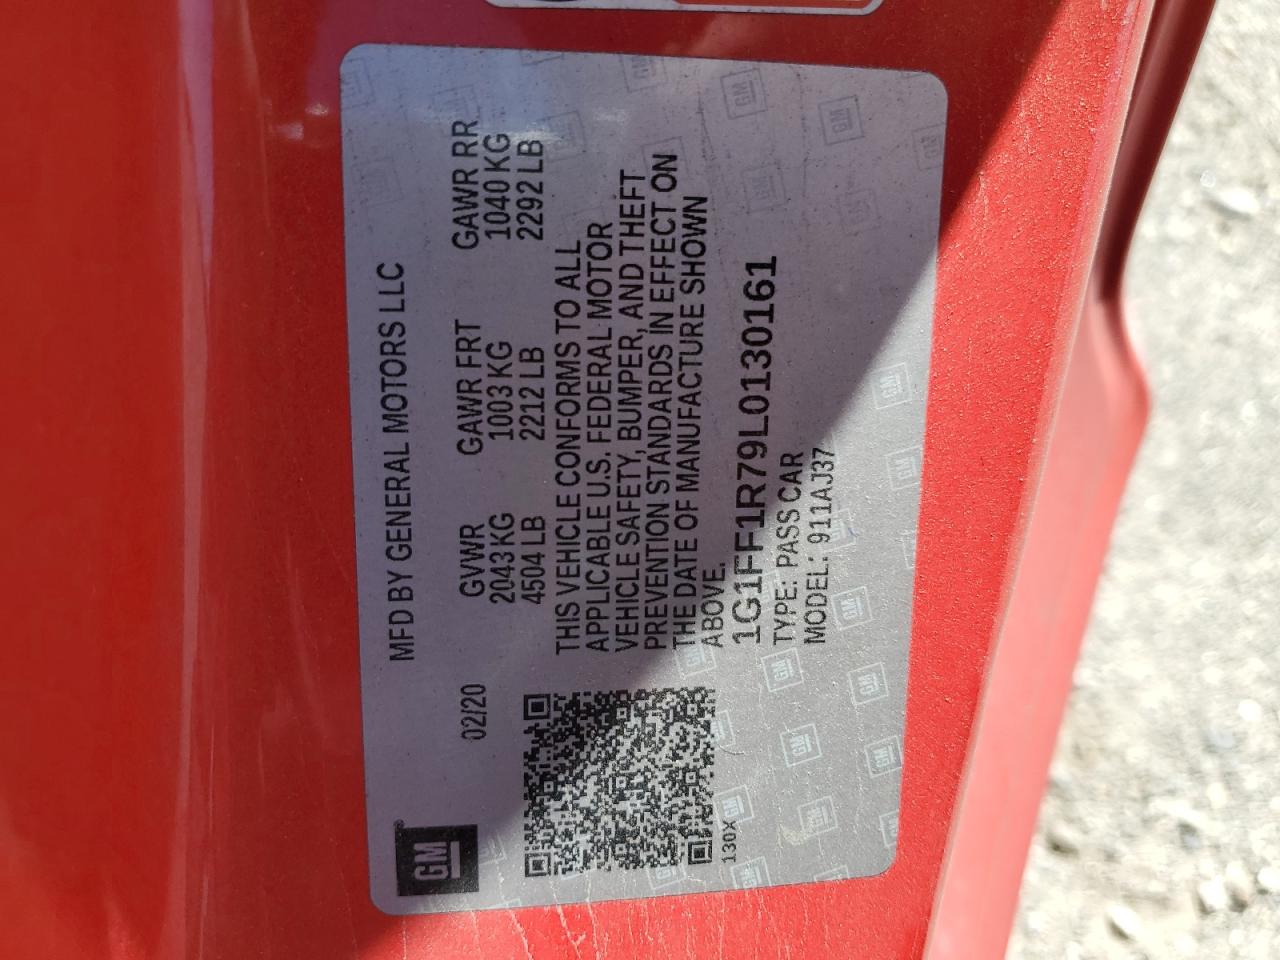 GM
MFD BY GENERAL MOTORS LLC
02/20
GVWR GAWR FRT GAWR RR
2043 KG 1003 KG 1040 KG
4504 LB 2212 LB 2292 LB
THIS VEHICLE CONFORMS TO ALL
APPLICABLE U.S. FEDERAL MOTOR
VEHICLE SAFETY, BUMPER, AND THEFT
PREVENTION STANDARDS IN EFFECT ON
THE DATE OF MANUFACTURE SHOWN
ABOVE.
1G1FF1R79L0130161
TYPE: PASS CAR
MODEL: 911AJ37
130X